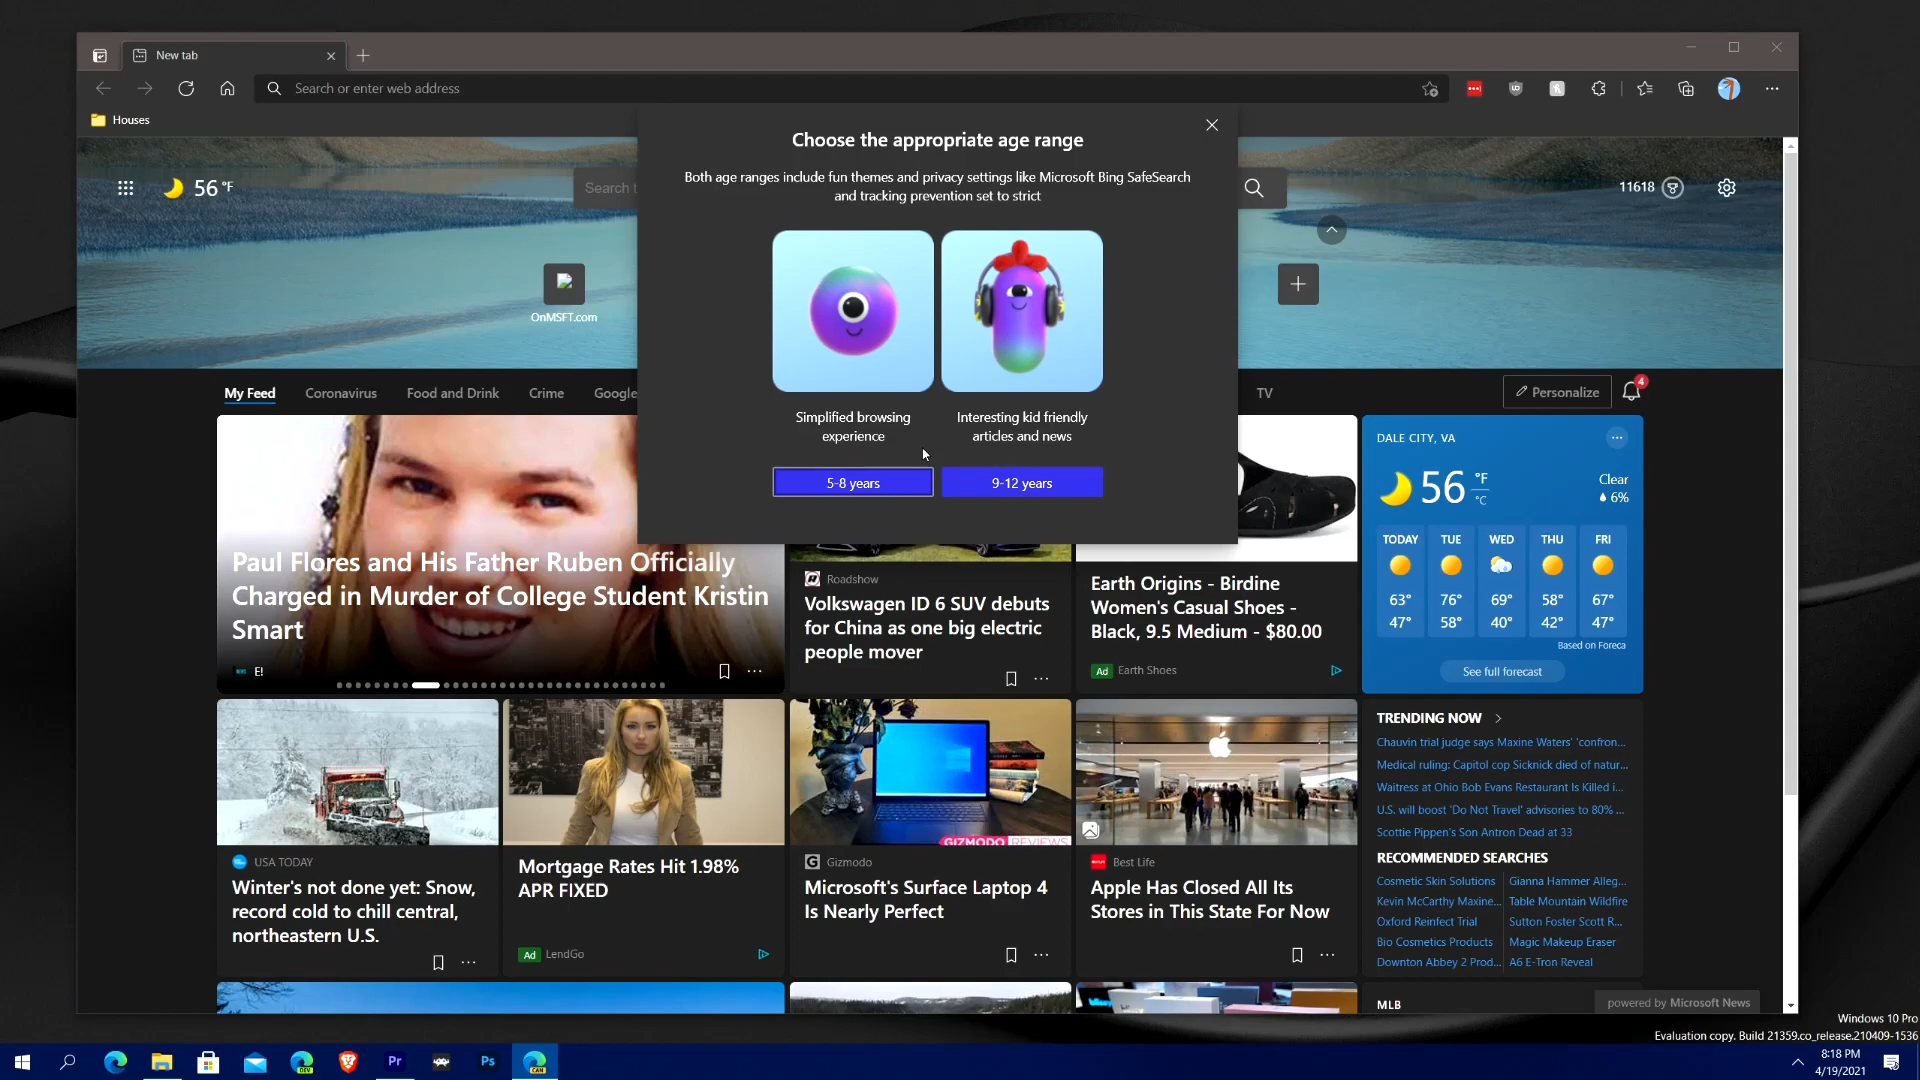 New tab
Search or enter web address
Houses
Choose the appropriate age range
Both age ranges include fun themes and privacy settings like Microsoft Bing SafeSearch
and tracking prevention set to strict
56 °F
Search t
11618
OnMSFT.com
Simplified browsing
experience
Interesting kid friendly
articles and news
5-8 years
9-12 years
My Feed
Coronavirus
Food and Drink
Crime
Google
TV
Personalize
4
Paul Flores and His Father Ruben Officially
Charged in Murder of College Student Kristin
Smart
E!
Roadshow
Volkswagen ID 6 SUV debuts
for China as one big electric
people mover
Earth Origins - Birdine
Women's Casual Shoes -
Black, 9.5 Medium - $80.00
Ad Earth Shoes
DALE CITY, VA
56 °F
°C
Clear
6%
TODAY TUE WED THU FRI
63° 76° 69° 58° 67°
47° 58° 40° 42° 47°
Based on Foreca
See full forecast
USA TODAY
Winter's not done yet: Snow,
record cold to chill central,
northeastern U.S.
Mortgage Rates Hit 1.98%
APR FIXED
Ad LendGo
GIZMODO REVIEWS
G Gizmodo
Microsoft's Surface Laptop 4
Is Nearly Perfect
Best Life
Apple Has Closed All Its
Stores in This State For Now
TRENDING NOW
Chauvin trial judge says Maxine Waters' 'confron...
Medical ruling: Capitol cop Sicknick died of natur...
Waitress at Ohio Bob Evans Restaurant Is Killed i...
U.S. will boost 'Do Not Travel' advisories to 80% ...
Scottie Pippen's Son Antron Dead at 33
RECOMMENDED SEARCHES
Cosmetic Skin Solutions Gianna Hammer Alleg...
Kevin McCarthy Maxine... Table Mountain Wildfire
Oxford Reinfect Trial Sutton Foster Scott R...
Bio Cosmetics Products Magic Makeup Eraser
Downton Abbey 2 Prod... A6 E-Tron Reveal
MLB
powered by Microsoft News
Windows 10 Pro
Evaluation copy. Build 21359.co_release.210409-1536
DEV
Pr
Ps
CAN
8:18 PM
4/19/2021